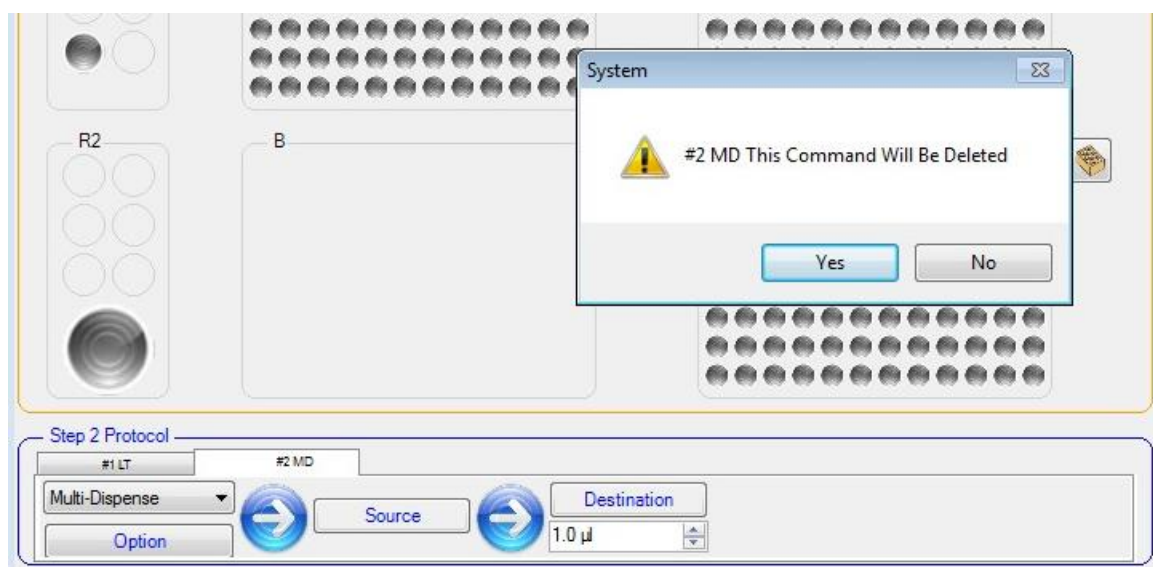 System
#2 MD This Command Will Be Deleted
Yes No
R2 B
Step 2 Protocol
#1 LT #2 MD
Multi-Dispense
Source
Destination
Option
1.0 µl